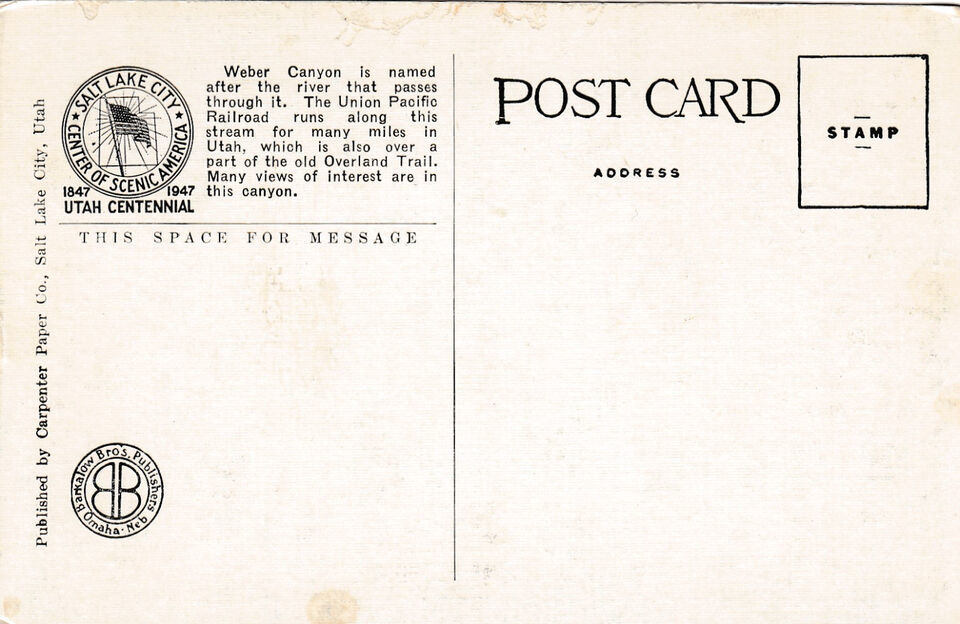 SALT LAKE CITY
★ CENTER OF SCENIC AMERICA ★
1847 1947
UTAH CENTENNIAL
Weber Canyon is named
after the river that passes
through it. The Union Pacific
Railroad runs along this
stream for many miles in
Utah, which is also over a
part of the old Overland Trail.
Many views of interest are in
this canyon.
THIS SPACE FOR MESSAGE
Published by Carpenter Paper Co., Salt Lake City, Utah
Barkalow Bro's. Publishers
BB
Omaha · Neb
POST CARD
ADDRESS
STAMP